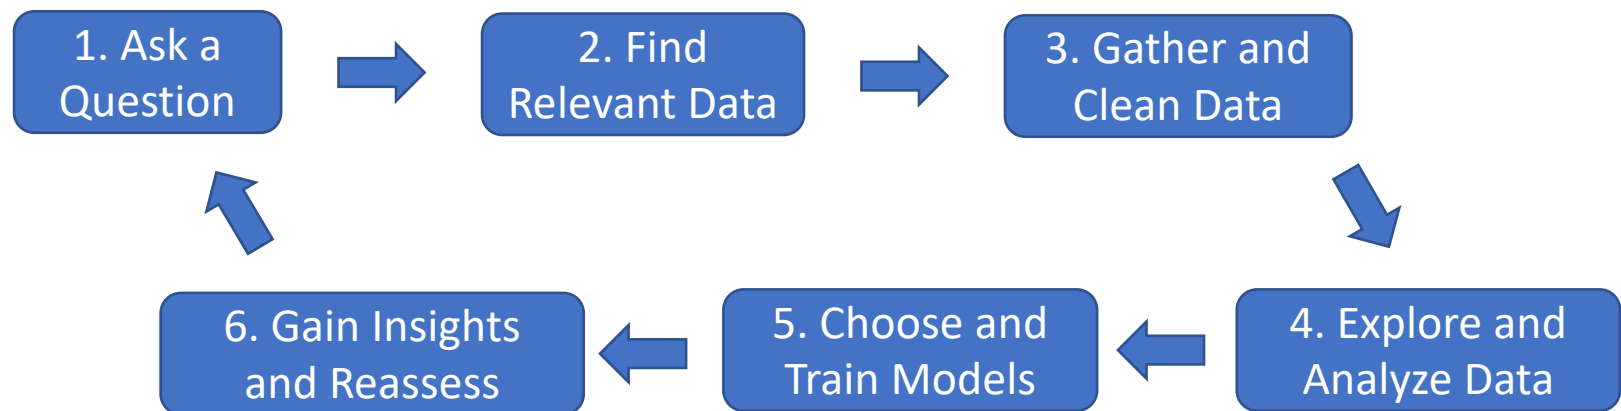 1. Ask a
Question
2. Find
Relevant Data
3. Gather and
Clean Data
4. Explore and
Analyze Data
5. Choose and
Train Models
6. Gain Insights
and Reassess